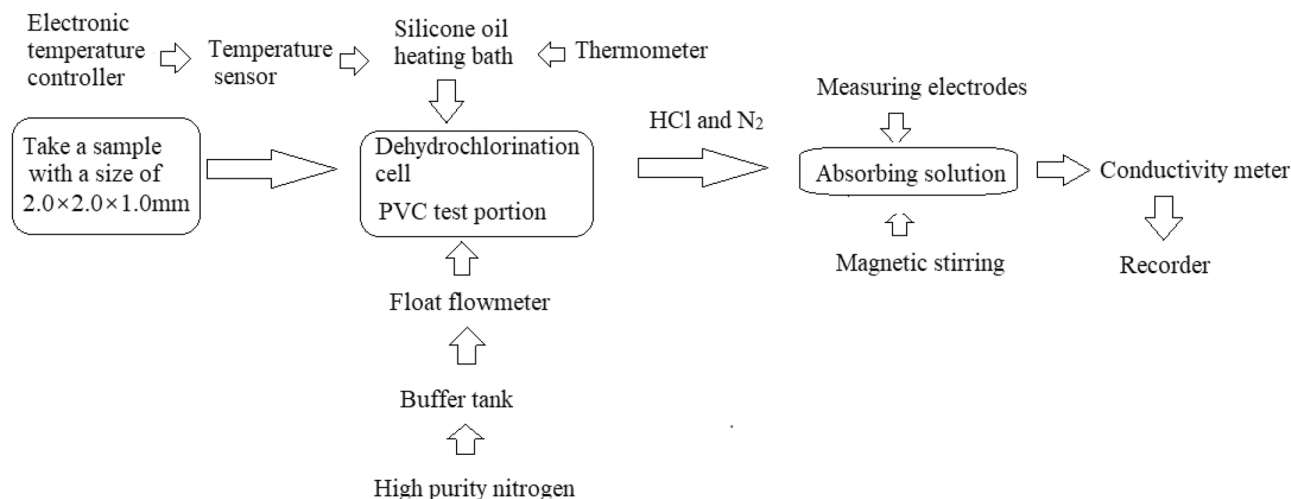 Electronic
temperature
controller
Temperature
sensor
Silicone oil
heating bath
Thermometer
Take a sample
with a size of
2.0×2.0×1.0mm
Dehydrochlorination
cell
PVC test portion
HCl and N₂
Measuring electrodes
Absorbing solution
Conductivity meter
Magnetic stirring
Recorder
Float flowmeter
Buffer tank
High purity nitrogen